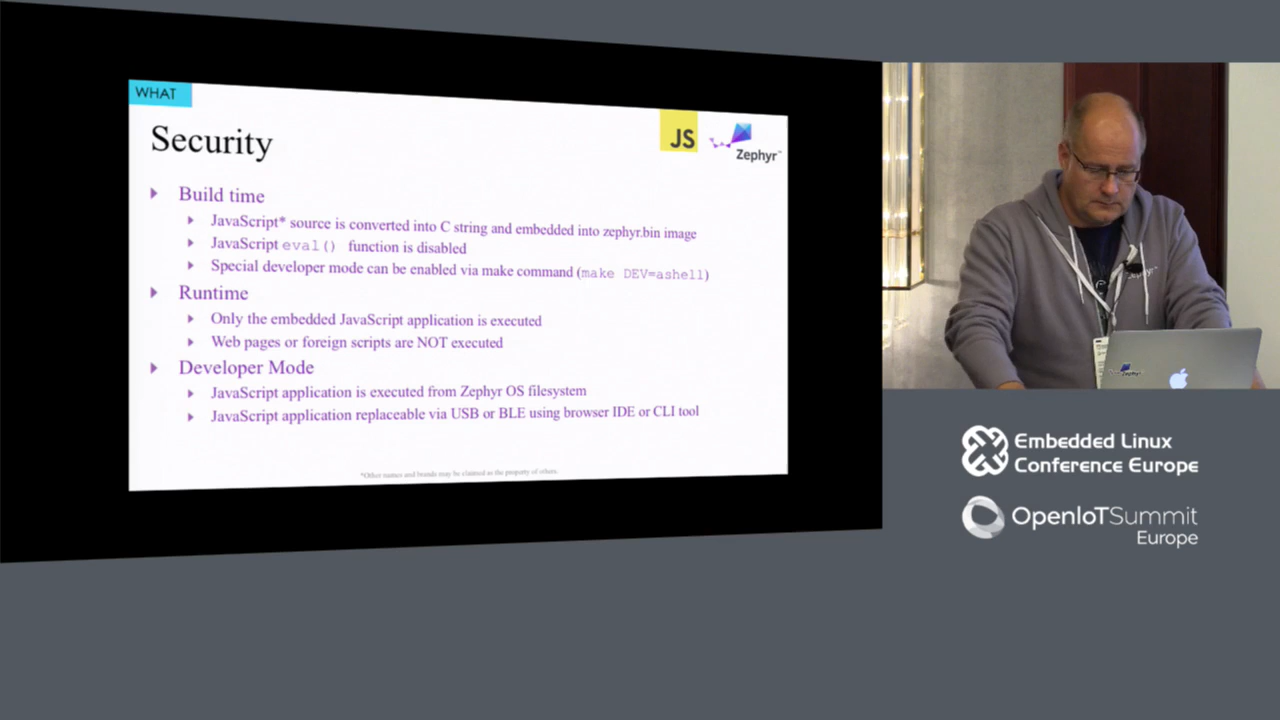 WHAT
Security
JS
Zephyr™
Build time
JavaScript* source is converted into C string and embedded into zephyr.bin image
JavaScript eval() function is disabled
Special developer mode can be enabled via make command (make DEV=ashell)
Runtime
Only the embedded JavaScript application is executed
Web pages or foreign scripts are NOT executed
Developer Mode
JavaScript application is executed from Zephyr OS filesystem
JavaScript application replaceable via USB or BLE using browser IDE or CLI tool
*Other names and brands may be claimed as the property of others.
Zephyr
Zephyr
Embedded Linux
Conference Europe
OpenIoTSummit
Europe